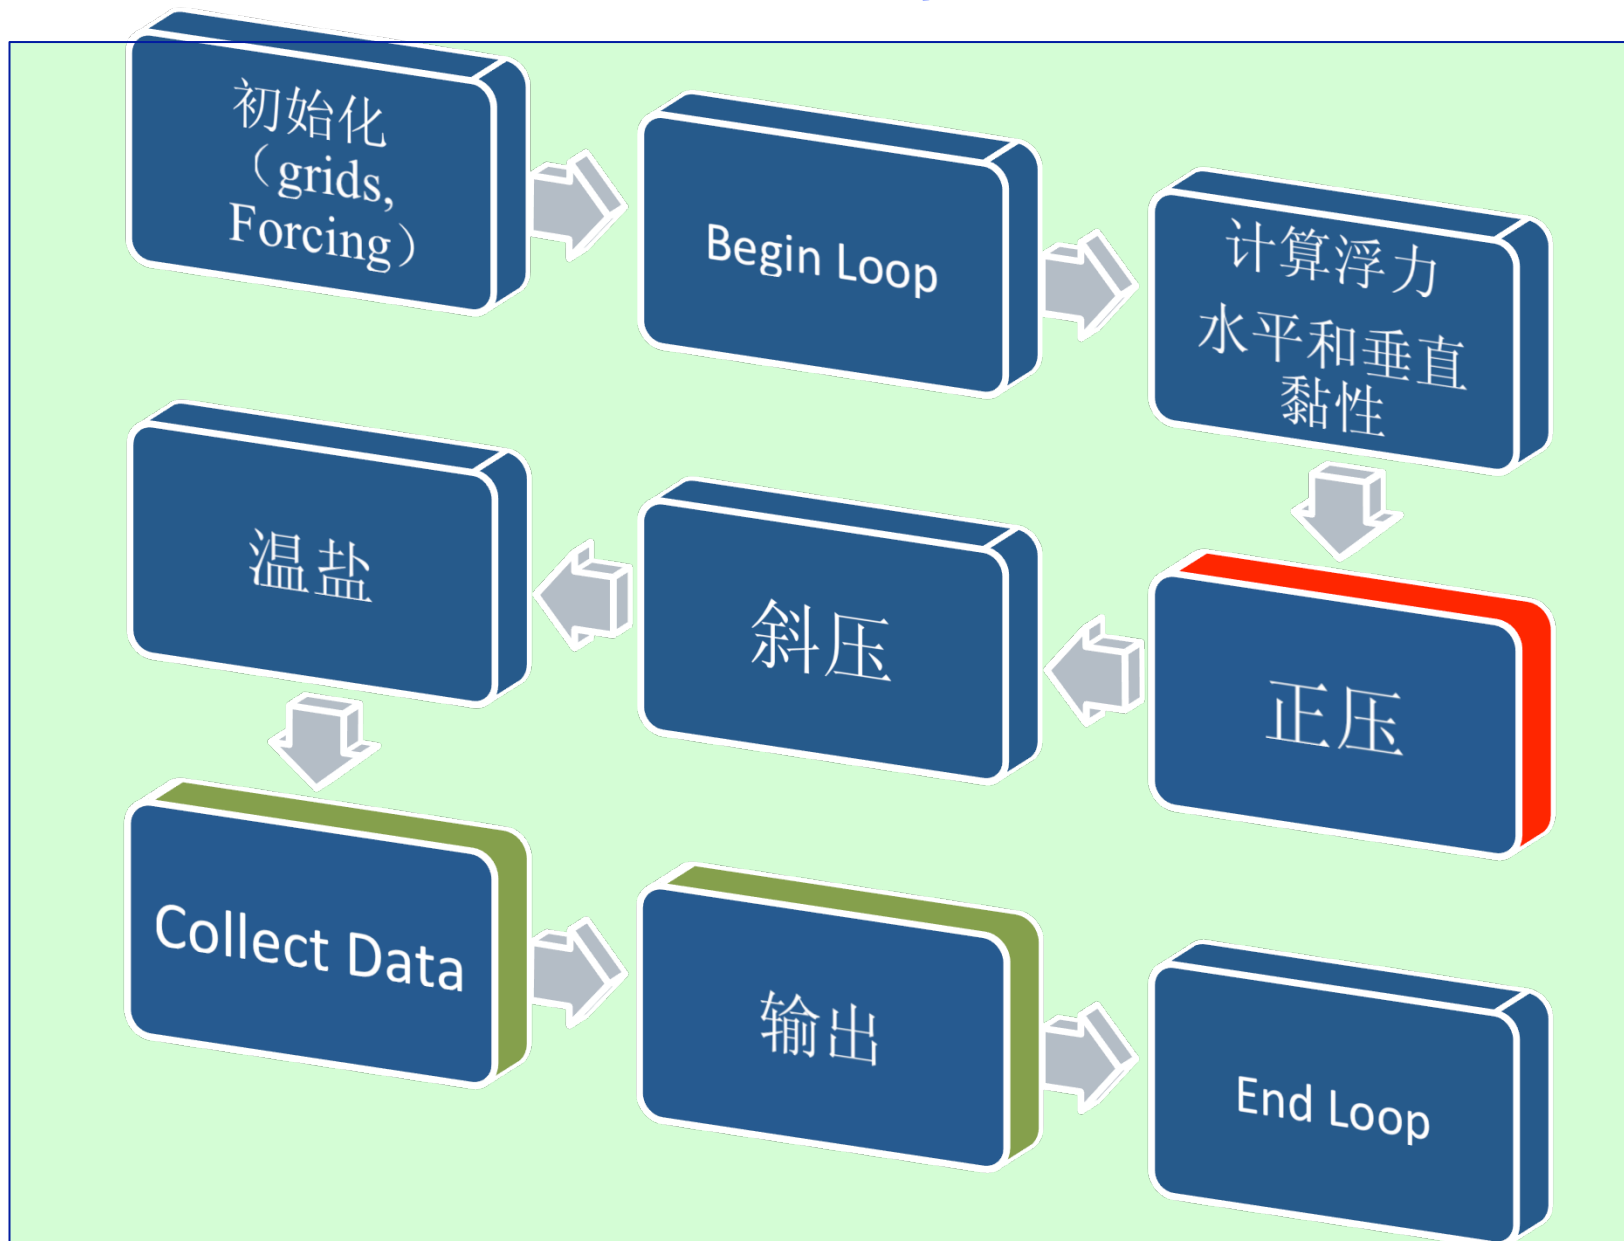 初始化
（grids,
Forcing）
Begin Loop
计算浮力
水平和垂直
黏性
正压
斜压
温盐
Collect Data
输出
End Loop